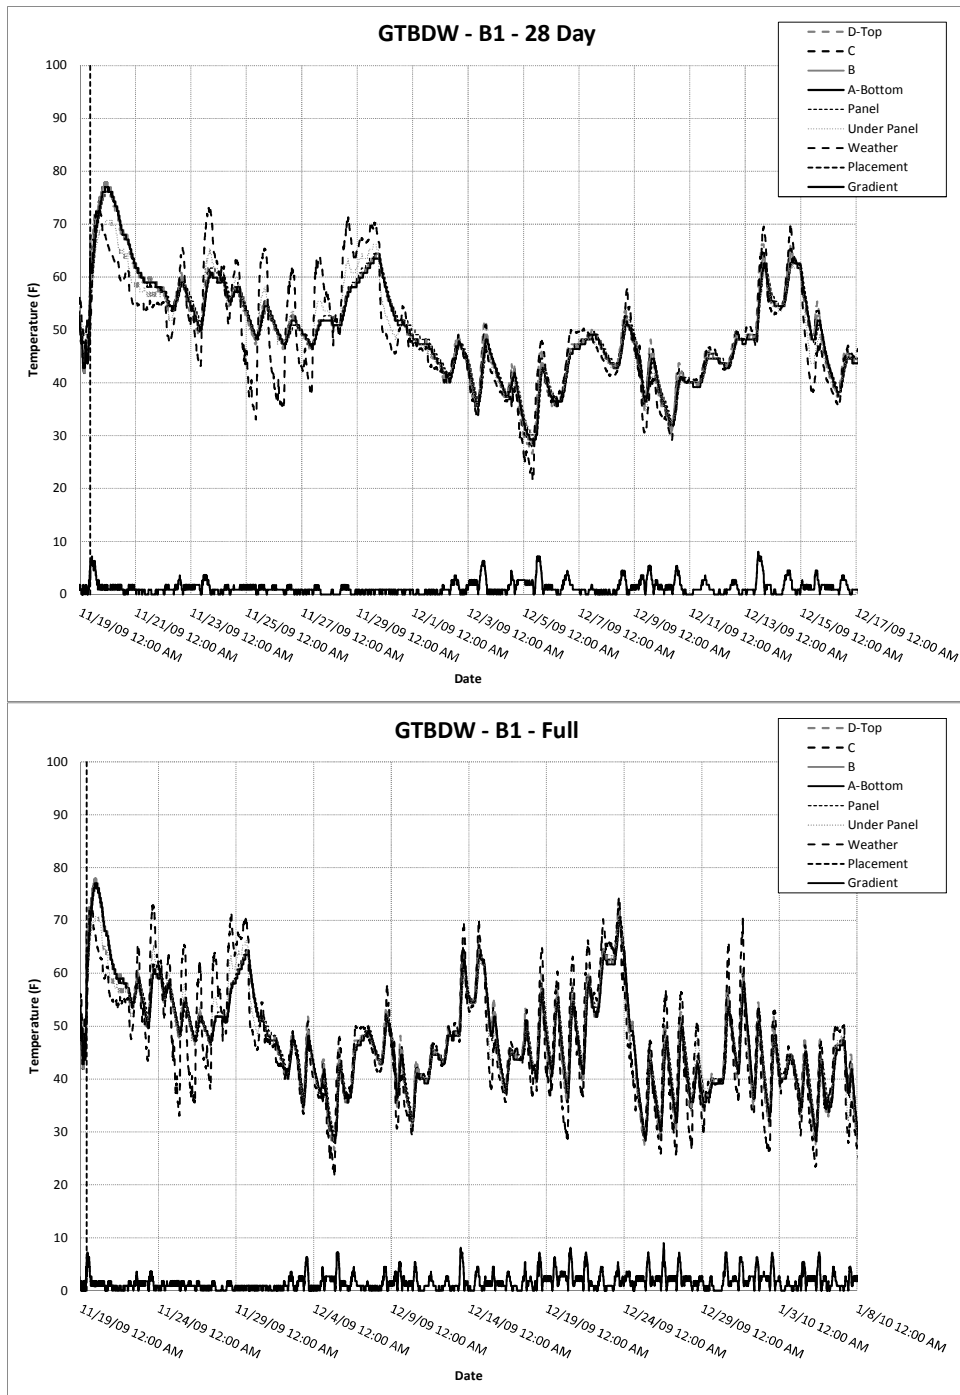 GTBDW - B1 - 28 Day
D-Top
C
B
A-Bottom
Panel
Under Panel
Weather
Placement
Gradient
100
90
80
70
60
50
40
30
20
10
0
Temperature (F)
11/19/09 12:00 AM
11/21/09 12:00 AM
11/23/09 12:00 AM
11/25/09 12:00 AM
11/27/09 12:00 AM
11/29/09 12:00 AM
12/1/09 12:00 AM
12/3/09 12:00 AM
12/5/09 12:00 AM
12/7/09 12:00 AM
12/9/09 12:00 AM
12/11/09 12:00 AM
12/13/09 12:00 AM
12/15/09 12:00 AM
12/17/09 12:00 AM
Date
GTBDW - B1 - Full
D-Top
C
B
A-Bottom
Panel
Under Panel
Weather
Placement
Gradient
100
90
80
70
60
50
40
30
20
10
0
Temperature (F)
11/19/09 12:00 AM
11/24/09 12:00 AM
11/29/09 12:00 AM
12/4/09 12:00 AM
12/9/09 12:00 AM
12/14/09 12:00 AM
12/19/09 12:00 AM
12/24/09 12:00 AM
12/29/09 12:00 AM
1/3/10 12:00 AM
1/8/10 12:00 AM
Date